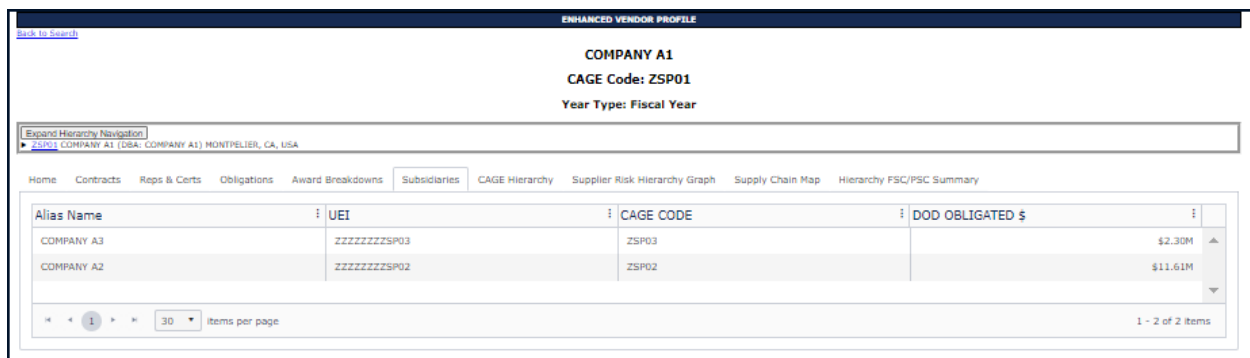 ENHANCED VENDOR PROFILE
Back to Search
COMPANY A1
CAGE Code: ZSP01
Year Type: Fiscal Year
Expand Hierarchy Navigation
ZSP01 COMPANY A1 (DBA: COMPANY A1) MONTPELIER, CA, USA
Home Contracts Reps & Certs Obligations Award Breakdowns Subsidiaries CAGE Hierarchy Supplier Risk Hierarchy Graph Supply Chain Map Hierarchy FSC/PSC Summary
Alias Name UEI CAGE CODE DOD OBLIGATED $
COMPANY A3 ZZZZZZZZSP03 ZSP03 $2.30M
COMPANY A2 ZZZZZZZZSP02 ZSP02 $11.61M
1 30 items per page 1 - 2 of 2 items